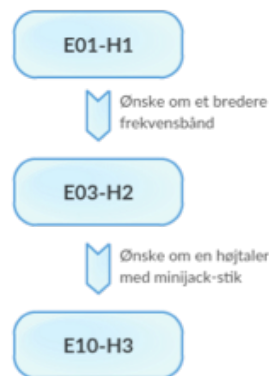 E01-H1
Ønske om et bredere
frekvensbånd
E03-H2
Ønske om en højtaler
med minijack-stik
E10-H3